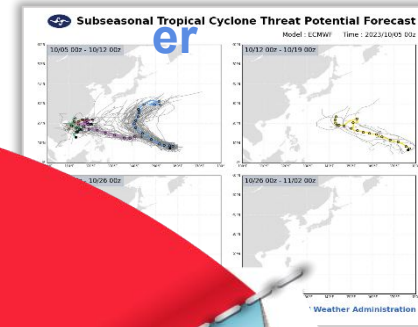 Subseasonal Tropical Cyclone Threat Potential Forecast
er
Model : ECMWF Time : 2023/10/05 00z
10/05 00z - 10/12 00z
10/12 00z - 10/19 00z
z - 10/26 00z
10/26 00z - 11/02 00z
Weather Administration